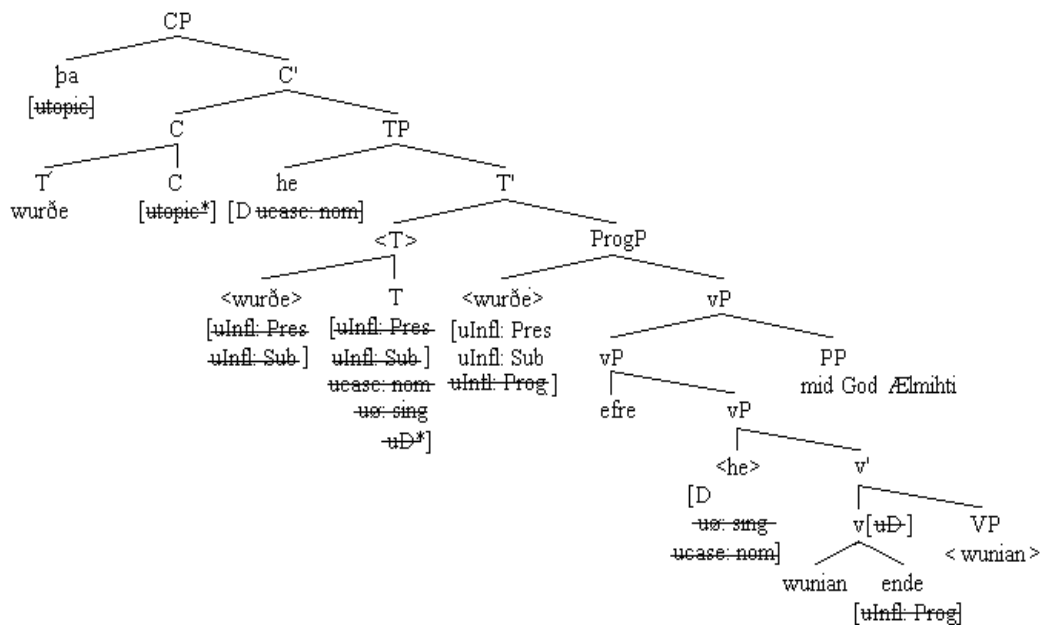 CP
þa C'
[utopic]
C TP
T C he T'
wurðe [utopic*] [D ucase: nom]
<T> ProgP
<wurðe> T <wurðe> vP
[uInfl: Pres [uInfl: Pres [uInfl: Pres
uInfl: Sub ] uInfl: Sub ] uInfl: Sub vP PP
ucase: nom uInfl: Prog ] mid God Ælmihti
uø: sing efre vP
uD*]
<he> v'
[D
uø: sing v[uD ] VP
ucase: nom] < wunian >
wunian ende
[uInfl: Prog]